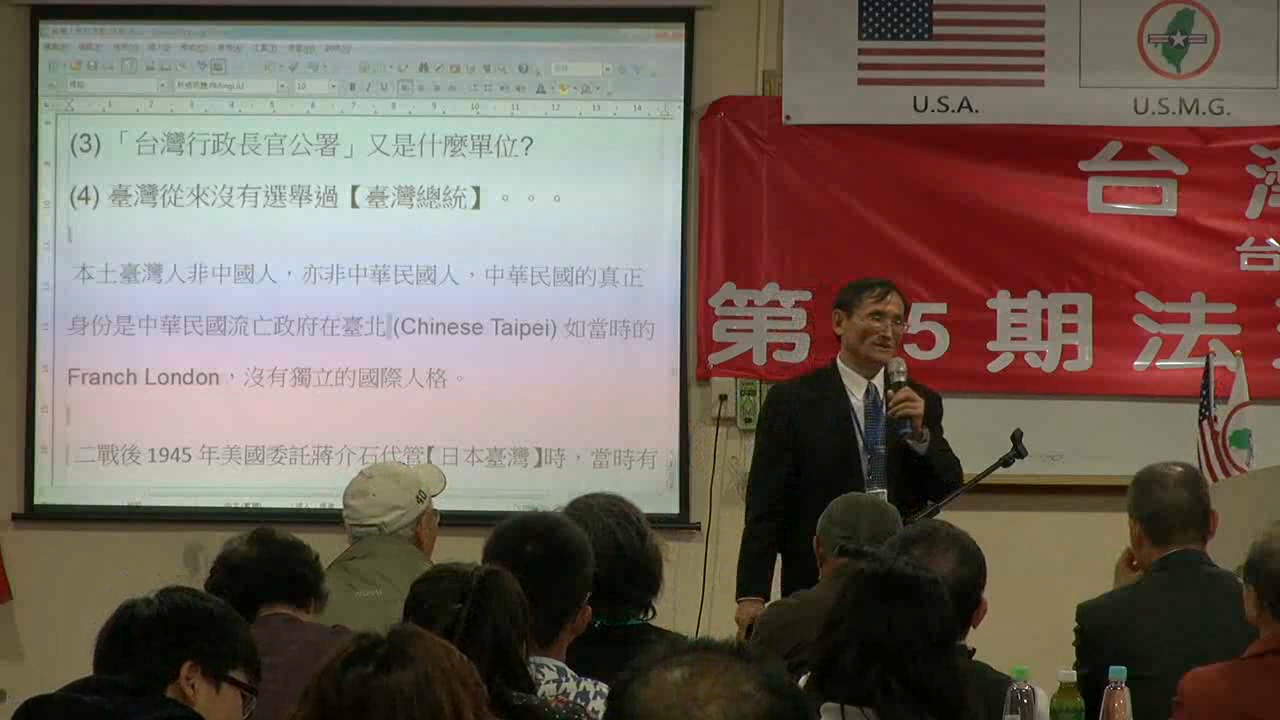 (3) 「台灣行政長官公署」又是什麼單位?
(4) 臺灣從來沒有選舉過【臺灣總統】。。。
本土臺灣人非中國人，亦非中華民國人，中華民國的真正
身份是中華民國流亡政府在臺北 (Chinese Taipei) 如當時的
Franch London，沒有獨立的國際人格。
二戰後 1945 年美國委託蔣介石代管【日本臺灣】時，當時有
U.S.A.
U.S.M.G.
台灣
台
第 5 期 法
40